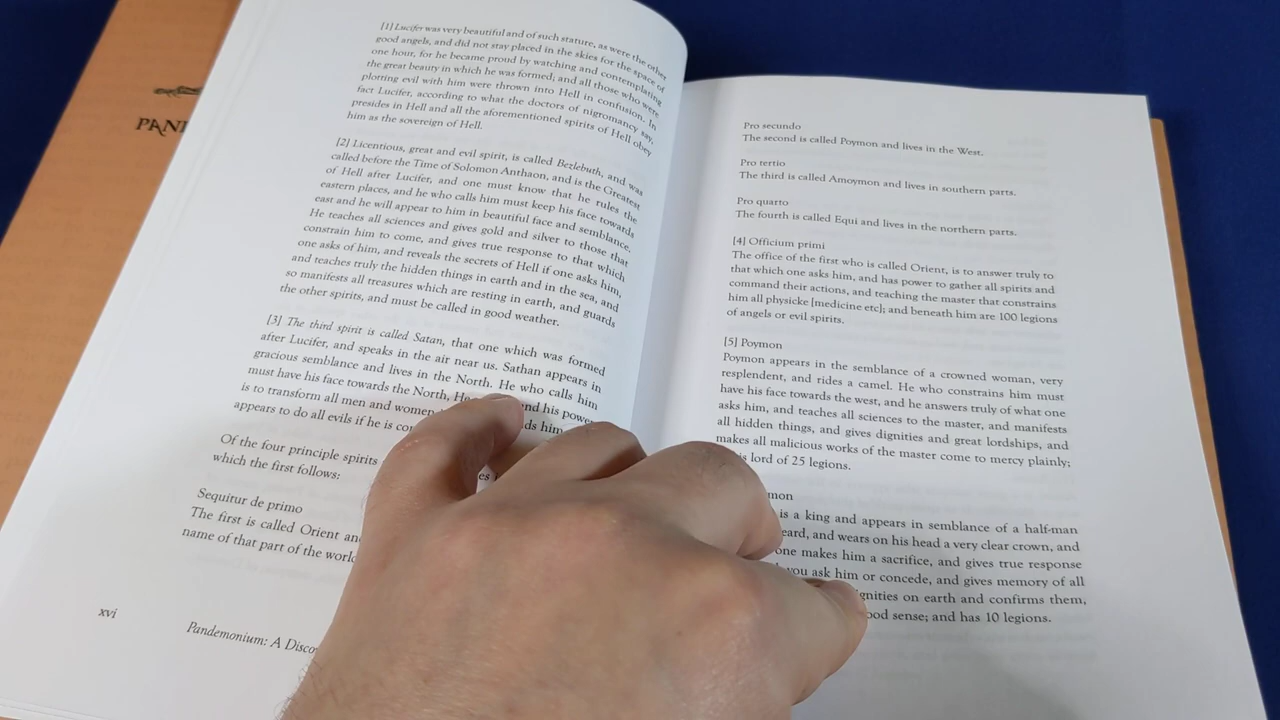 PAN
[1] Lucifer was very beautiful and of such stature, as were the other
good angels, and did not stay placed in the skies for the space of
one hour, for he became proud by watching and contemplating
the great beauty in which he was formed; and all those who were
plotting evil with him were thrown into Hell in confusion. In
fact Lucifer, according to what the doctors of nigromancy say,
presides in Hell and all the aforementioned spirits of Hell obey
him as the sovereign of Hell.
[2] Licentious, great and evil spirit, is called Bezlebuth, and was
called before the Time of Solomon Anthaon, and is the Greatest
of Hell after Lucifer, and one must know that he rules the
eastern places, and he who calls him must keep his face towards
east and he will appear to him in beautiful face and semblance.
He teaches all sciences and gives gold and silver to those that
constrain him to come, and gives true response to that which
one asks of him, and reveals the secrets of Hell if one asks him,
and teaches truly the hidden things in earth and in the sea, and
so manifests all treasures which are resting in earth, and guards
the other spirits, and must be called in good weather.
[3] The third spirit is called Satan, that one which was formed
after Lucifer, and speaks in the air near us. Sathan appears in
gracious semblance and lives in the North. He who calls him
must have his face towards the North, He and his power
is to transform all men and women him
appears to do all evils if he is
Of the four principle spirits
which the first follows:
Sequitur de primo
The first is called Orient
name of that part of the world
xvi
Pandemonium: A
Pro secundo
The second is called Poymon and lives in the West.
Pro tertio
The third is called Amoymon and lives in southern parts.
Pro quarto
The fourth is called Equi and lives in the northern parts.
[4] Officium primi
The office of the first who is called Orient, is to answer truly to
that which one asks him, and has power to gather all spirits and
command their actions, and teaching the master that constrains
him all physicke [medicine etc]; and beneath him are 100 legions
of angels or evil spirits.
[5] Poymon
Poymon appears in the semblance of a crowned woman, very
resplendent, and rides a camel. He who constrains him must
have his face towards the west, and he answers truly of what one
asks him, and teaches all sciences to the master, and manifests
all hidden things, and gives dignities and great lordships, and
makes all malicious works of the master come to mercy plainly;
is lord of 25 legions.
mon
is a king and appears in semblance of a half-man
and wears on his head a very clear crown, and
one makes him a sacrifice, and gives true response
you ask him or concede, and gives memory of all
on earth and confirms them,
sense; and has 10 legions.